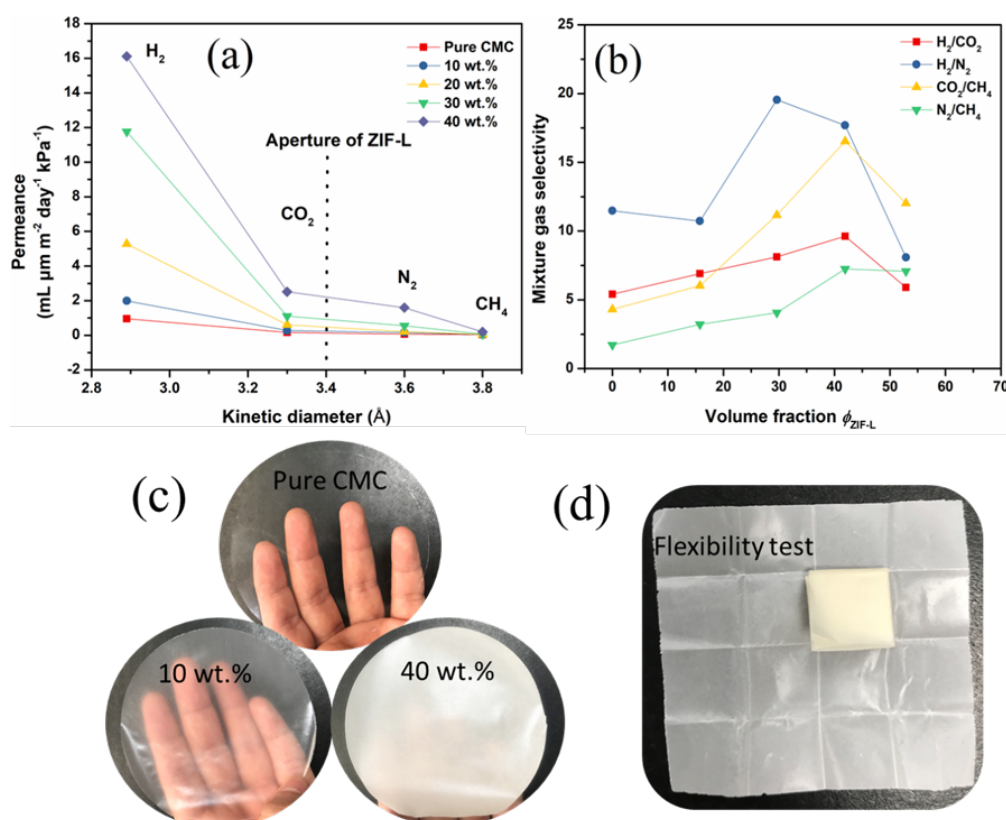 (a)
H₂
Pure CMC
10 wt.%
20 wt.%
30 wt.%
40 wt.%
Aperture of ZIF-L
CO₂
N₂
CH₄
Permeance
(mL μm m⁻² day⁻¹ kPa⁻¹)
18
16
14
12
10
8
6
4
2
0
-2
2.8 3.0 3.2 3.4 3.6 3.8
Kinetic diameter (Å)
(b)
H₂/CO₂
H₂/N₂
CO₂/CH₄
N₂/CH₄
Mixture gas selectivity
25
20
15
10
5
0
0 10 20 30 40 50 60 70
Volume fraction ϕZIF-L
(c)
Pure CMC
10 wt.%
40 wt.%
(d)
Flexibility test